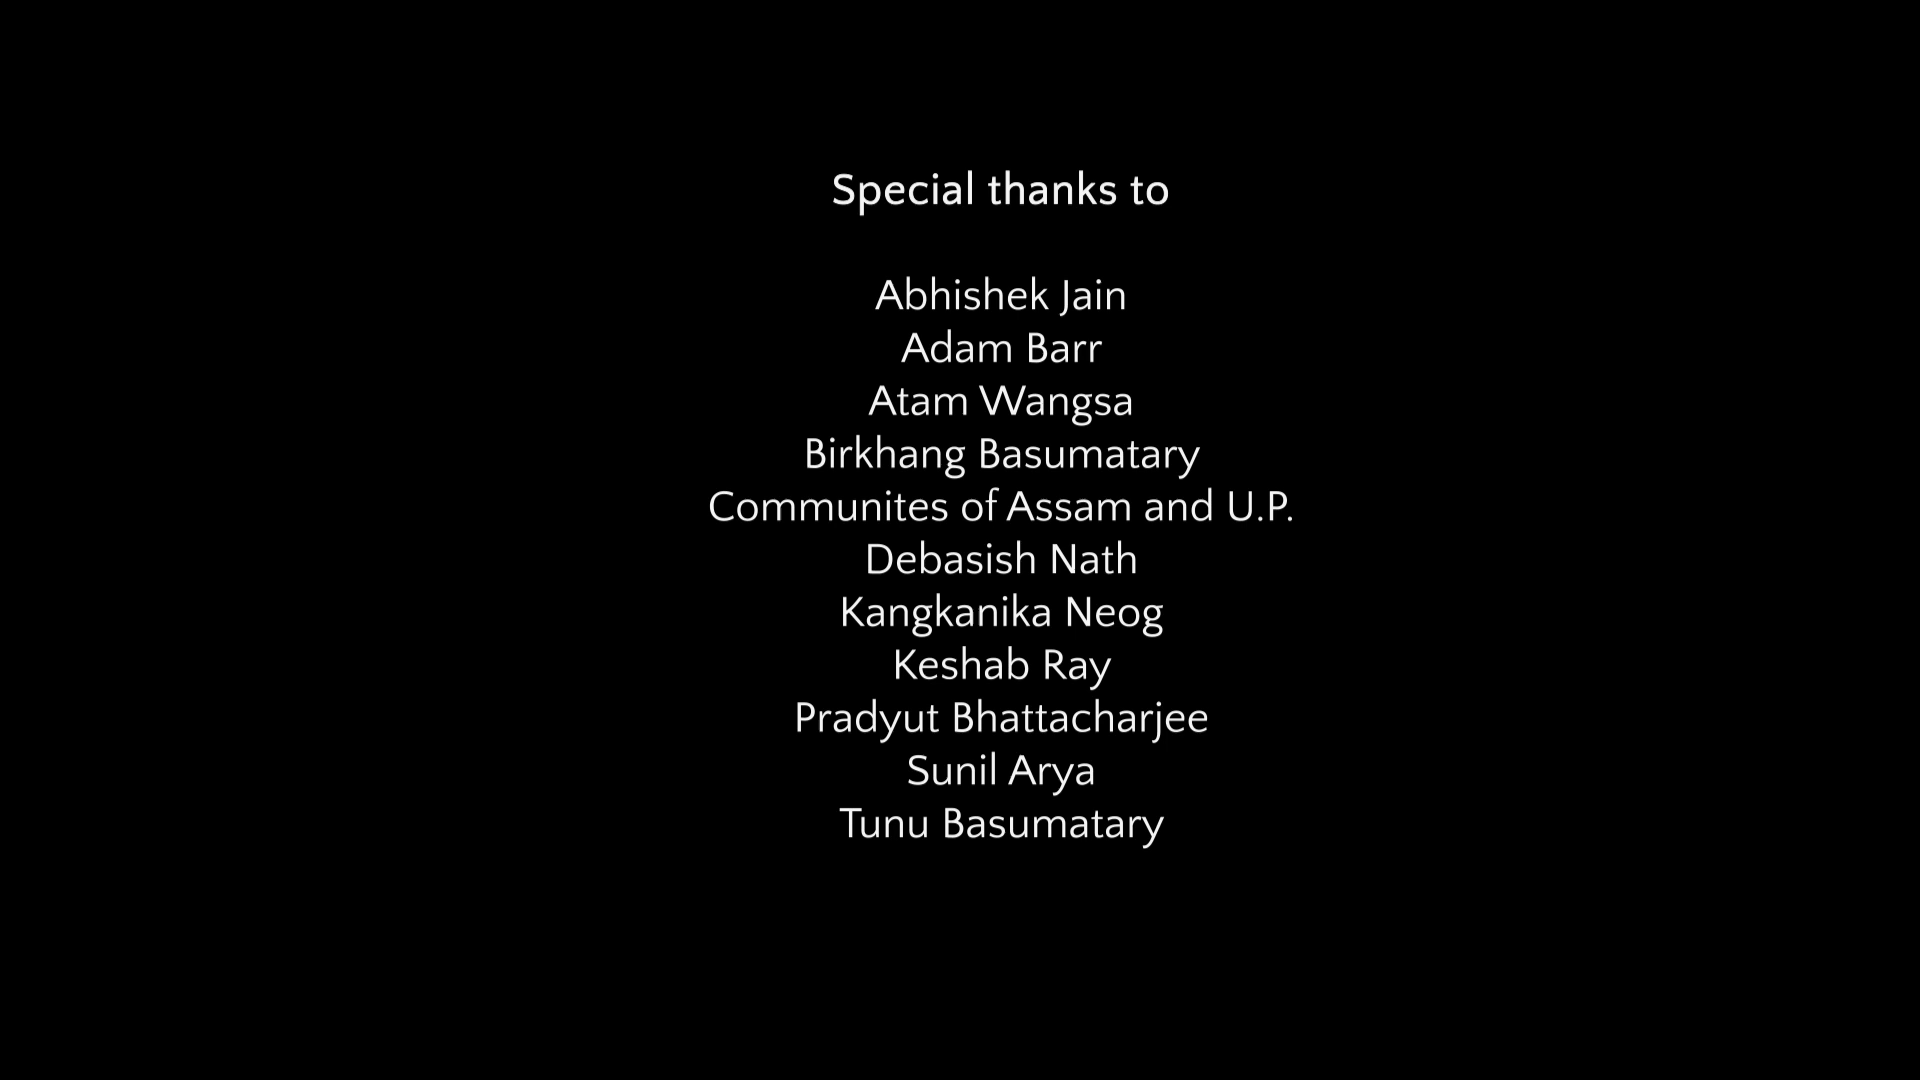 Special thanks to
Abhishek Jain
Adam Barr
Atam Wangsa
Birkhang Basumatary
Communites of Assam and U.P.
Debasish Nath
Kangkanika Neog
Keshab Ray
Pradyut Bhattacharjee
Sunil Arya
Tunu Basumatary